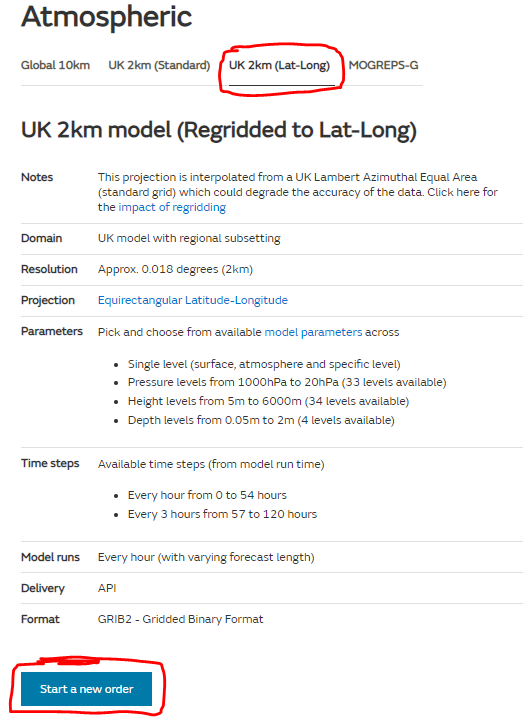 Atmospheric
Global 10km UK 2km (Standard) UK 2km (Lat-Long) MOGREPS-G
UK 2km model (Regridded to Lat-Long)
Notes This projection is interpolated from a UK Lambert Azimuthal Equal Area
(standard grid) which could degrade the accuracy of the data. Click here for
the impact of regridding
Domain UK model with regional subsetting
Resolution Approx. 0.018 degrees (2km)
Projection Equirectangular Latitude-Longitude
Parameters Pick and choose from available model parameters across
• Single level (surface, atmosphere and specific level)
• Pressure levels from 1000hPa to 20hPa (33 levels available)
• Height levels from 5m to 6000m (34 levels available)
• Depth levels from 0.05m to 2m (4 levels available)
Time steps Available time steps (from model run time)
• Every hour from 0 to 54 hours
• Every 3 hours from 57 to 120 hours
Model runs Every hour (with varying forecast length)
Delivery API
Format GRIB2 - Gridded Binary Format
Start a new order